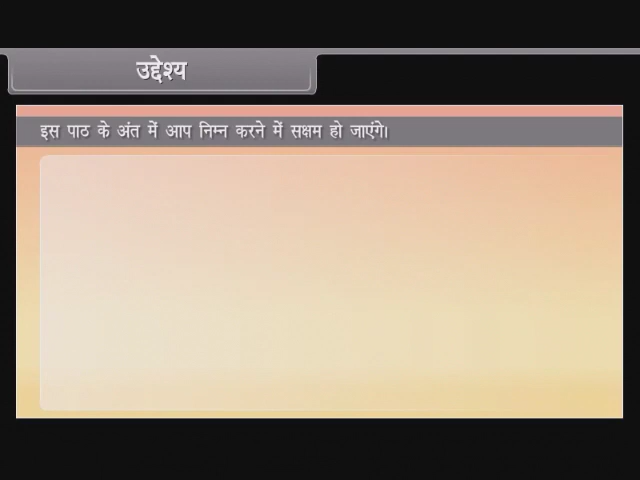 उद्देश्य
इस पाठ के अंत में आप निम्न करने में सक्षम हो जाएंगे।